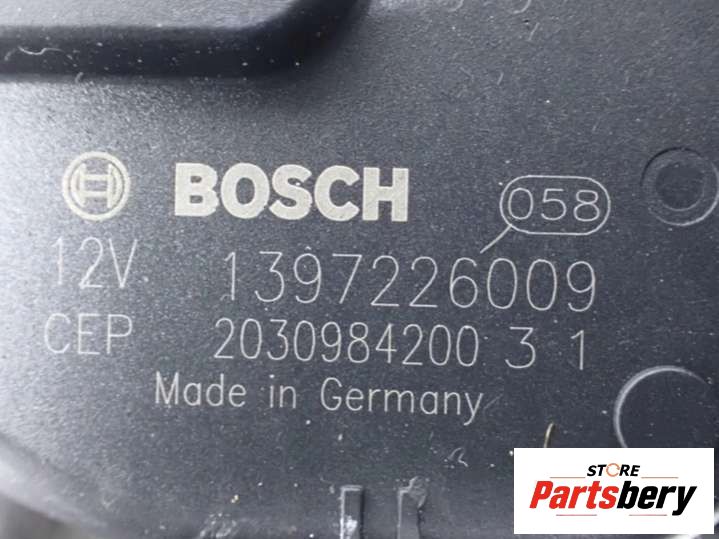 BOSCH 058
12V 1397226009
CEP 2030984200 3 1
Made in Germany
STORE
Partsbery